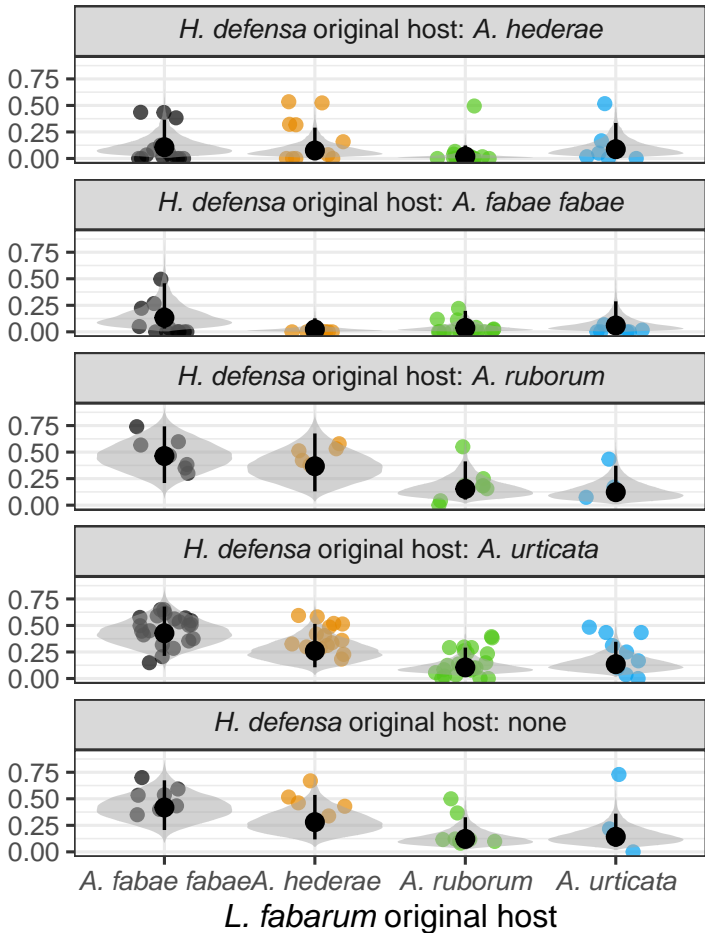 H. defensa original host: A. hederae
0.75
0.50
0.25
0.00
H. defensa original host: A. fabae fabae
0.75
0.50
0.25
0.00
H. defensa original host: A. ruborum
0.75
0.50
0.25
0.00
H. defensa original host: A. urticata
0.75
0.50
0.25
0.00
H. defensa original host: none
0.75
0.50
0.25
0.00
A. fabae fabae A. hederae A. ruborum A. urticata
L. fabarum original host